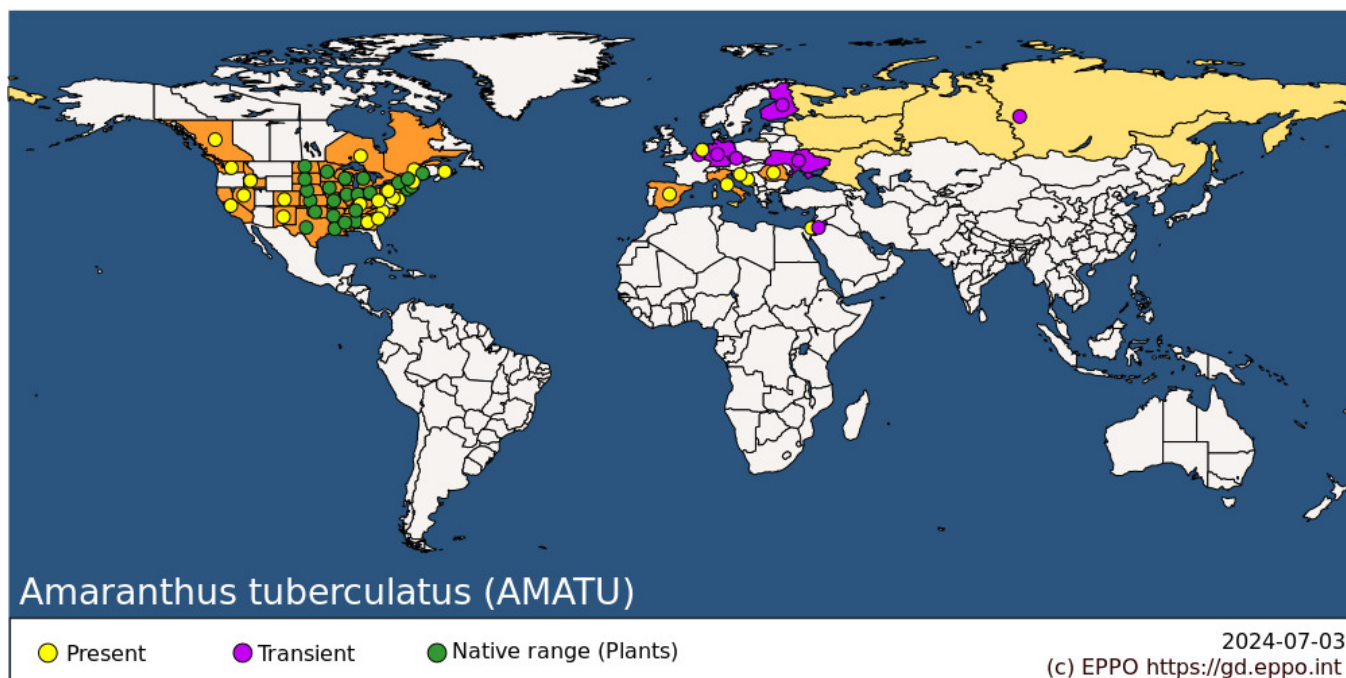 Amaranthus tuberculatus (AMATU)
Present
Transient
Native range (Plants)
2024-07-03
(c) EPPO https://gd.eppo.int